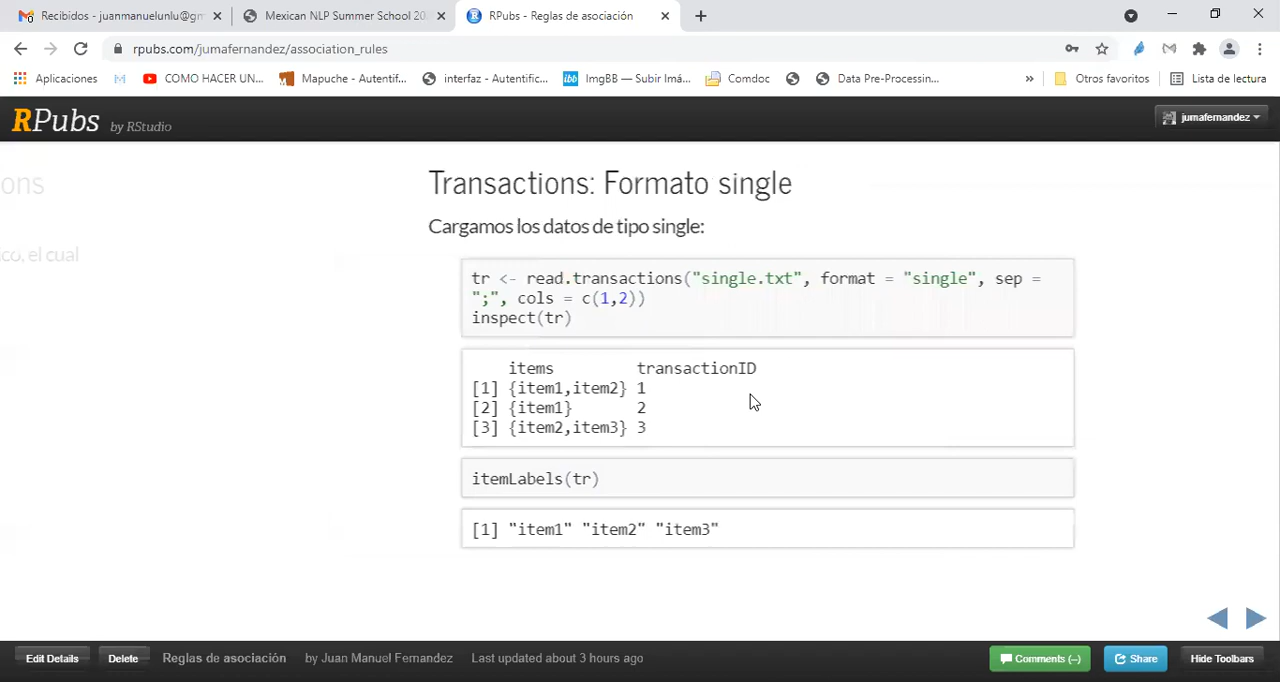 Recibidos - juanmanuelunlu@gm
Mexican NLP Summer School 20
RPubs - Reglas de asociación
rpubs.com/jumafernandez/association_rules
Aplicaciones
COMO HACER UN...
Mapuche - Autentif...
interfaz - Autentific...
ibb ImgBB — Subir Imá...
Comdoc
Data Pre-Processin...
»
Otros favoritos
Lista de lectura
RPubs by RStudio
jumafernandez
ons
co, el cual
Transactions: Formato single
Cargamos los datos de tipo single:
tr <- read.transactions("single.txt", format = "single", sep =
";", cols = c(1,2))
inspect(tr)
items transactionID
[1] {item1,item2} 1
[2] {item1} 2
[3] {item2,item3} 3
itemLabels(tr)
[1] "item1" "item2" "item3"
Edit Details
Delete
Reglas de asociación
by Juan Manuel Fernandez
Last updated about 3 hours ago
Comments (–)
Share
Hide Toolbars